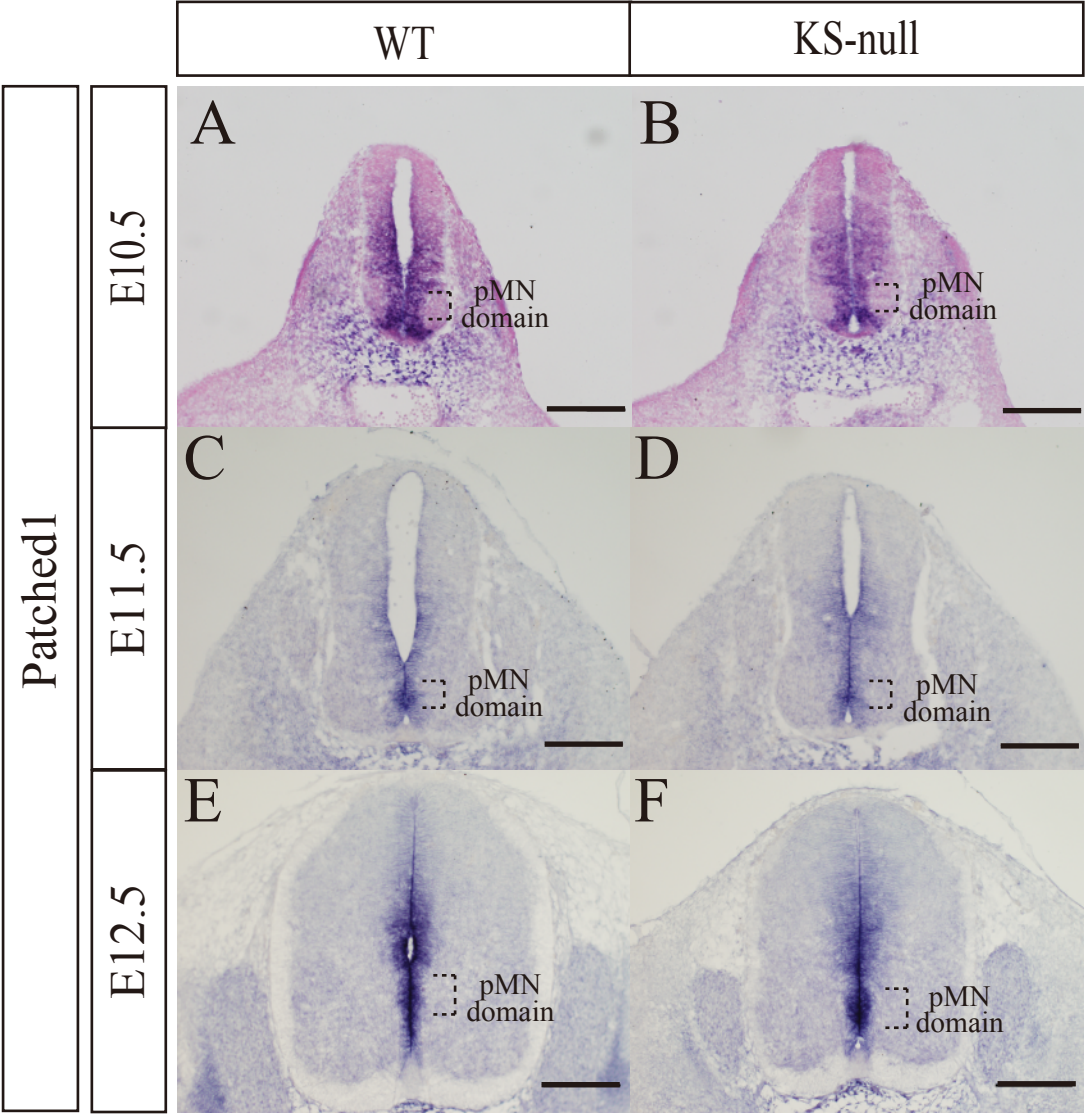 WT
KS-null
Patched1
E10.5
A
pMN
domain
B
pMN
domain
E11.5
C
pMN
domain
D
pMN
domain
E12.5
E
pMN
domain
F
pMN
domain